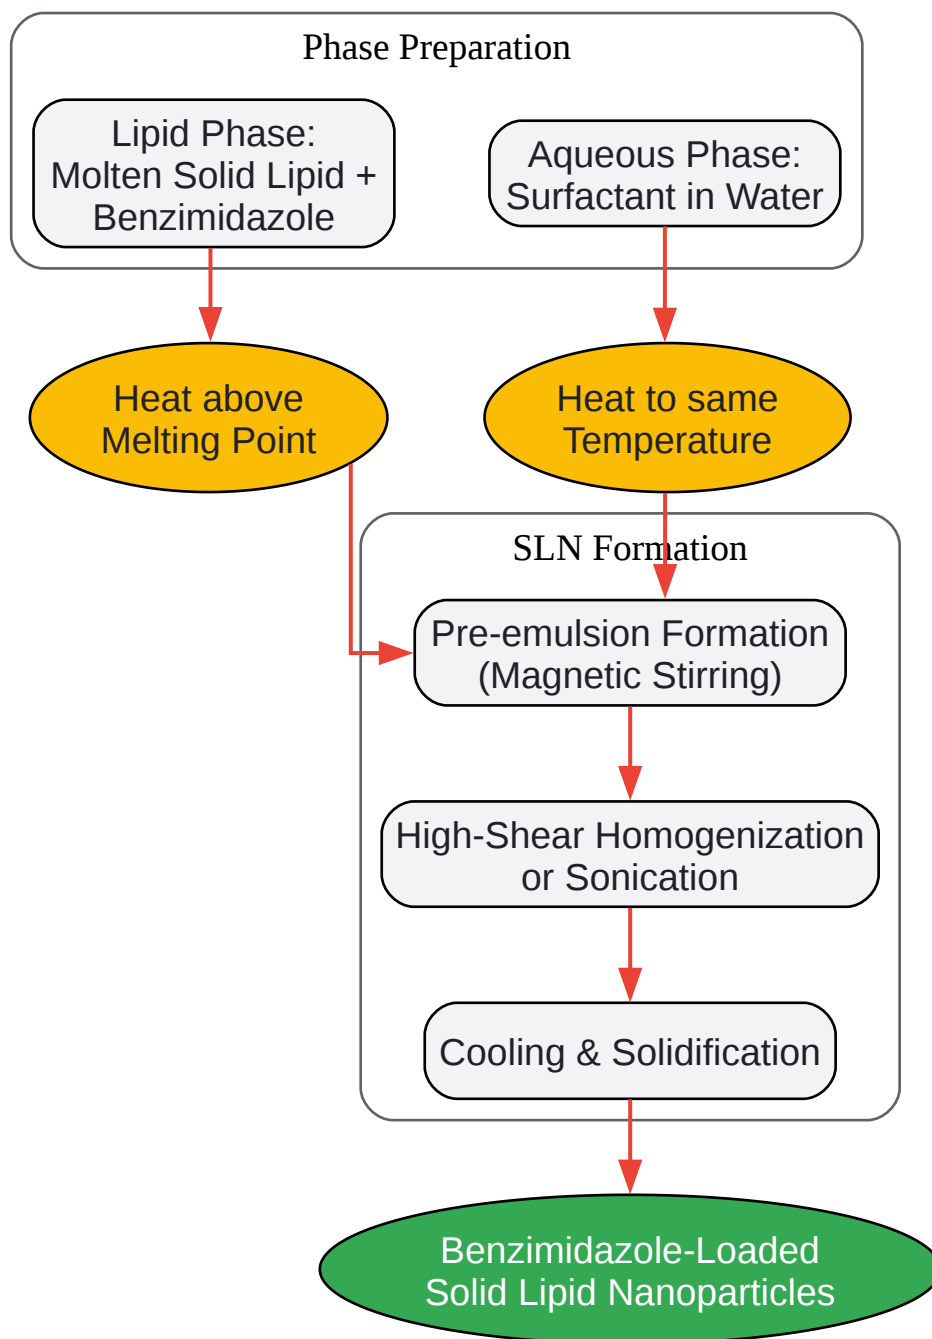 Phase Preparation
Lipid Phase:
Molten Solid Lipid +
Benzimidazole
Aqueous Phase:
Surfactant in Water
Heat above
Melting Point
Heat to same
Temperature
SLN Formation
Pre-emulsion Formation
(Magnetic Stirring)
High-Shear Homogenization
or Sonication
Cooling & Solidification
Benzimidazole-Loaded
Solid Lipid Nanoparticles